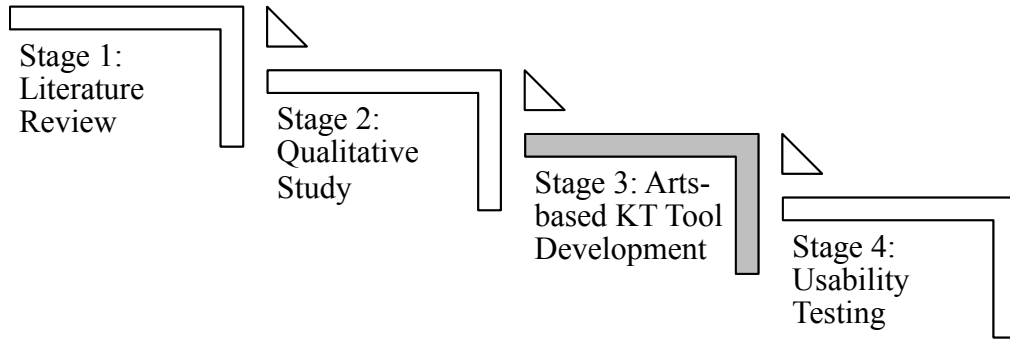 Stage 1:
Literature
Review
Stage 2:
Qualitative
Study
Stage 3: Arts-
based KT Tool
Development
Stage 4:
Usability
Testing